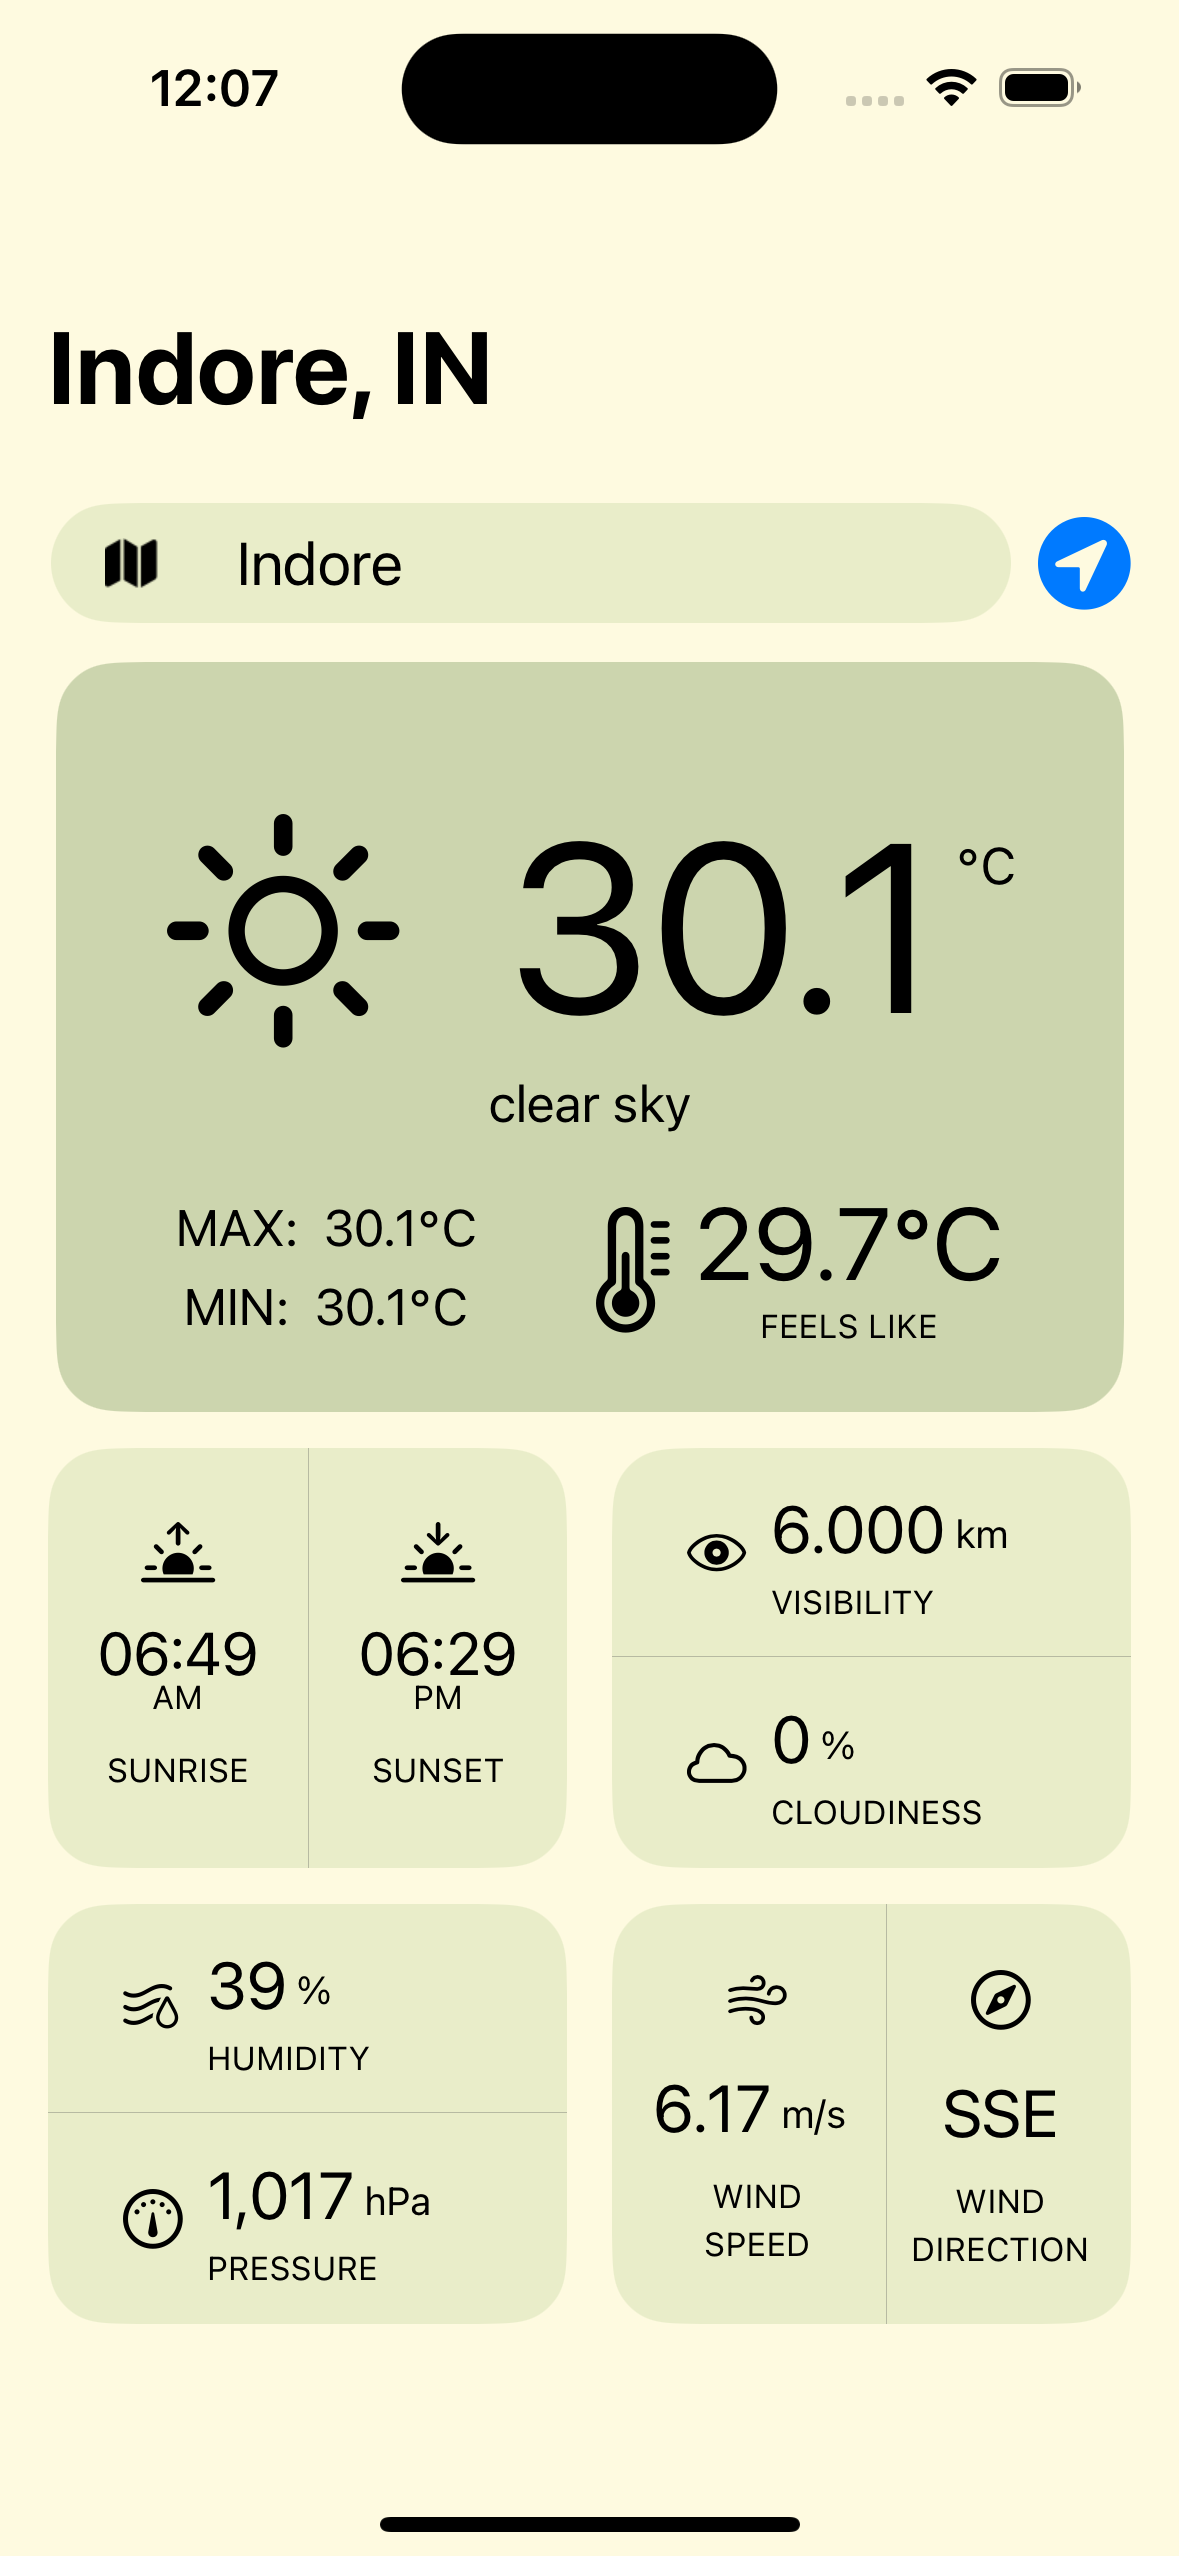 12:07
Indore, IN
Indore
30.1 °C
clear sky
MAX: 30.1°C
MIN: 30.1°C
29.7°C
FEELS LIKE
06:49
AM
SUNRISE
06:29
PM
SUNSET
6.000 km
VISIBILITY
0 %
CLOUDINESS
39 %
HUMIDITY
1,017 hPa
PRESSURE
6.17 m/s
WIND
SPEED
SSE
WIND
DIRECTION